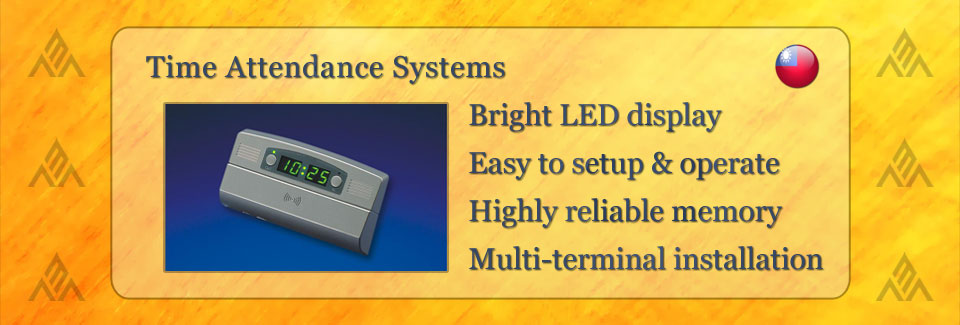 Time Attendance Systems
Bright LED display
10:25
Easy to setup & operate
Highly reliable memory
Multi-terminal installation